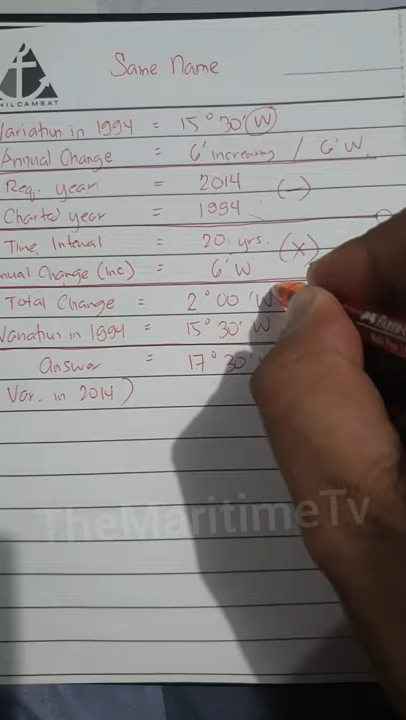 Same Name
HILCAMSAT
Variation in 1994 = 15° 30' W
Annual Change = 6' increasing / 6' W
Req. year = 2014 (-)
Charted year = 1994
Time Interval = 20 yrs. (x)
nual Change (Inc) = 6' W
Total Change = 2° 00' W
Variation in 1994 = 15° 30' W
Answer = 17° 30'
Var. in 2014)
TheMaritimeTv